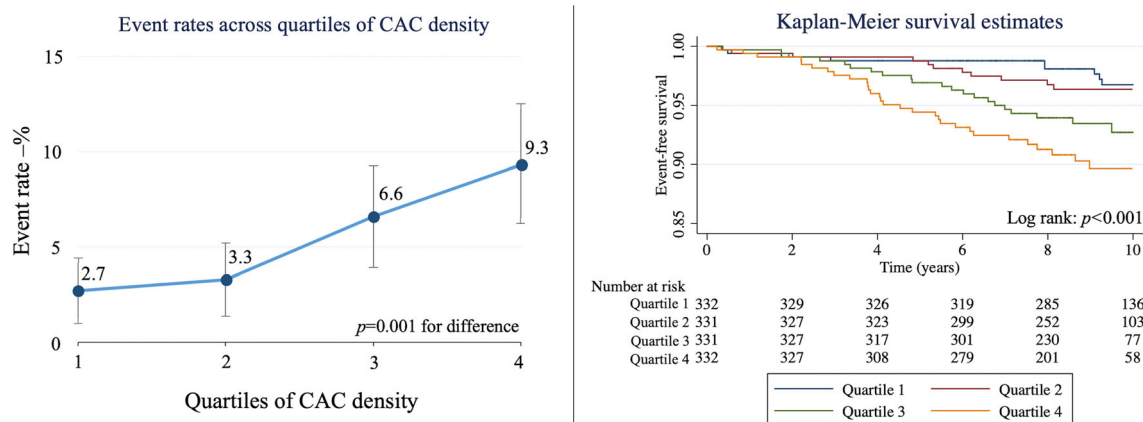 Event rates across quartiles of CAC density
15
10
5
0
Event rate –%
2.7
3.3
6.6
9.3
p=0.001 for difference
1 2 3 4
Quartiles of CAC density
Kaplan-Meier survival estimates
1.00
0.95
0.90
0.85
Event-free survival
Log rank: p<0.001
0 2 4 6 8 10
Time (years)
Number at risk
Quartile 1 332 329 326 319 285 136
Quartile 2 331 327 323 299 252 103
Quartile 3 331 327 317 301 230 77
Quartile 4 332 327 308 279 201 58
Quartile 1 Quartile 2
Quartile 3 Quartile 4